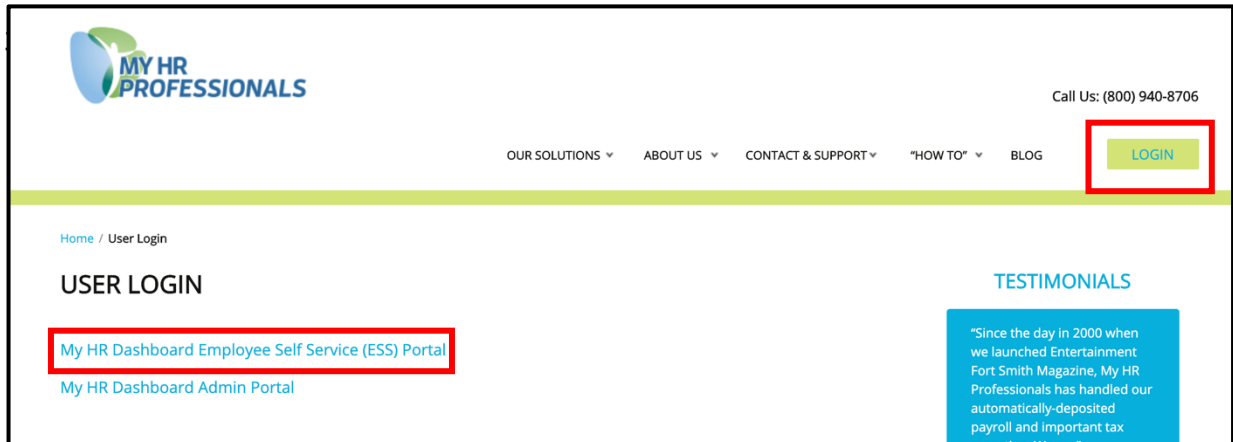 MY HR
PROFESSIONALS
Call Us: (800) 940-8706
OUR SOLUTIONS ABOUT US CONTACT & SUPPORT "HOW TO" BLOG LOGIN
Home / User Login
USER LOGIN
My HR Dashboard Employee Self Service (ESS) Portal
My HR Dashboard Admin Portal
TESTIMONIALS
"Since the day in 2000 when
we launched Entertainment
Fort Smith Magazine, My HR
Professionals has handled our
automatically-deposited
payroll and important tax